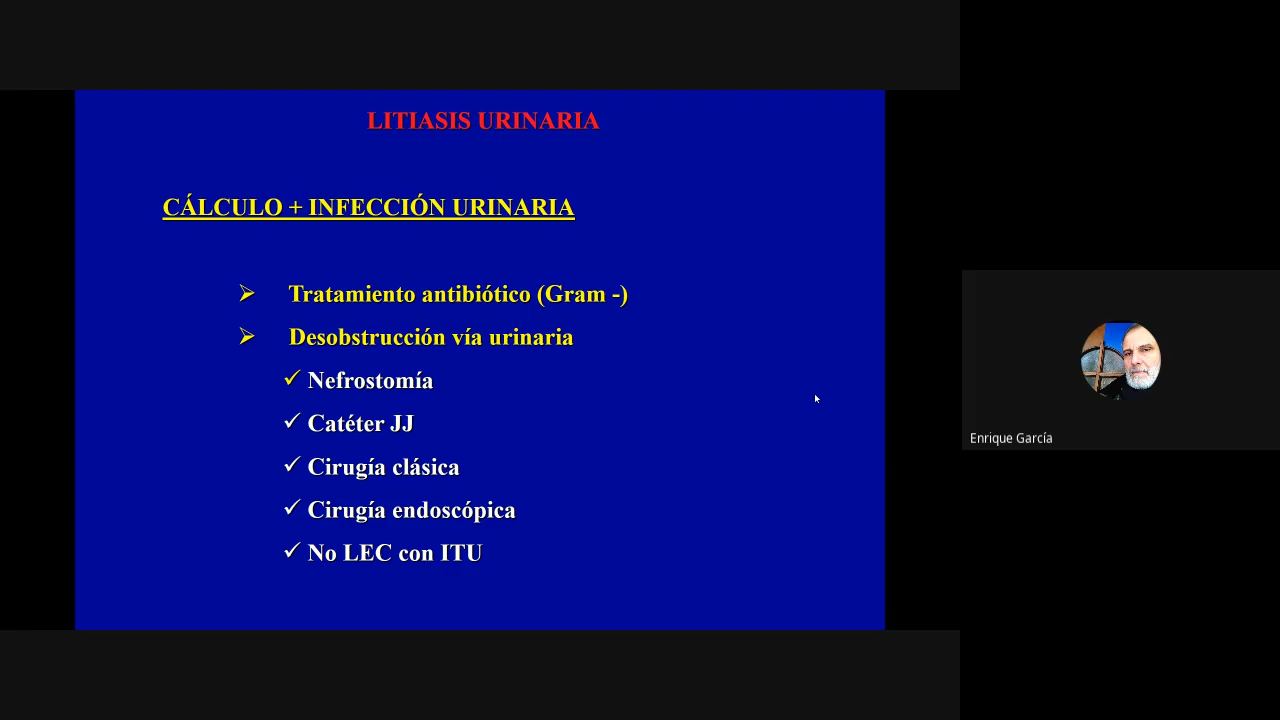 LITIASIS URINARIA
CÁLCULO + INFECCIÓN URINARIA
Tratamiento antibiótico (Gram -)
Desobstrucción vía urinaria
Nefrostomía
Catéter JJ
Cirugía clásica
Cirugía endoscópica
No LEC con ITU
Enrique García